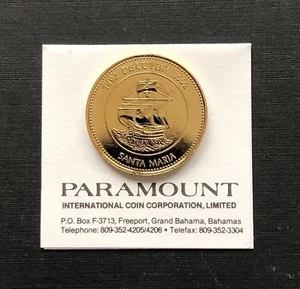 DISCOVERY
SANTA MARIA
PARAMOUNT
INTERNATIONAL COIN CORPORATION, LIMITED
P.O. Box F-3713, Freeport, Grand Bahama, Bahamas
Telephone: 809-352-4205/4206 • Telefax: 809-352-3304